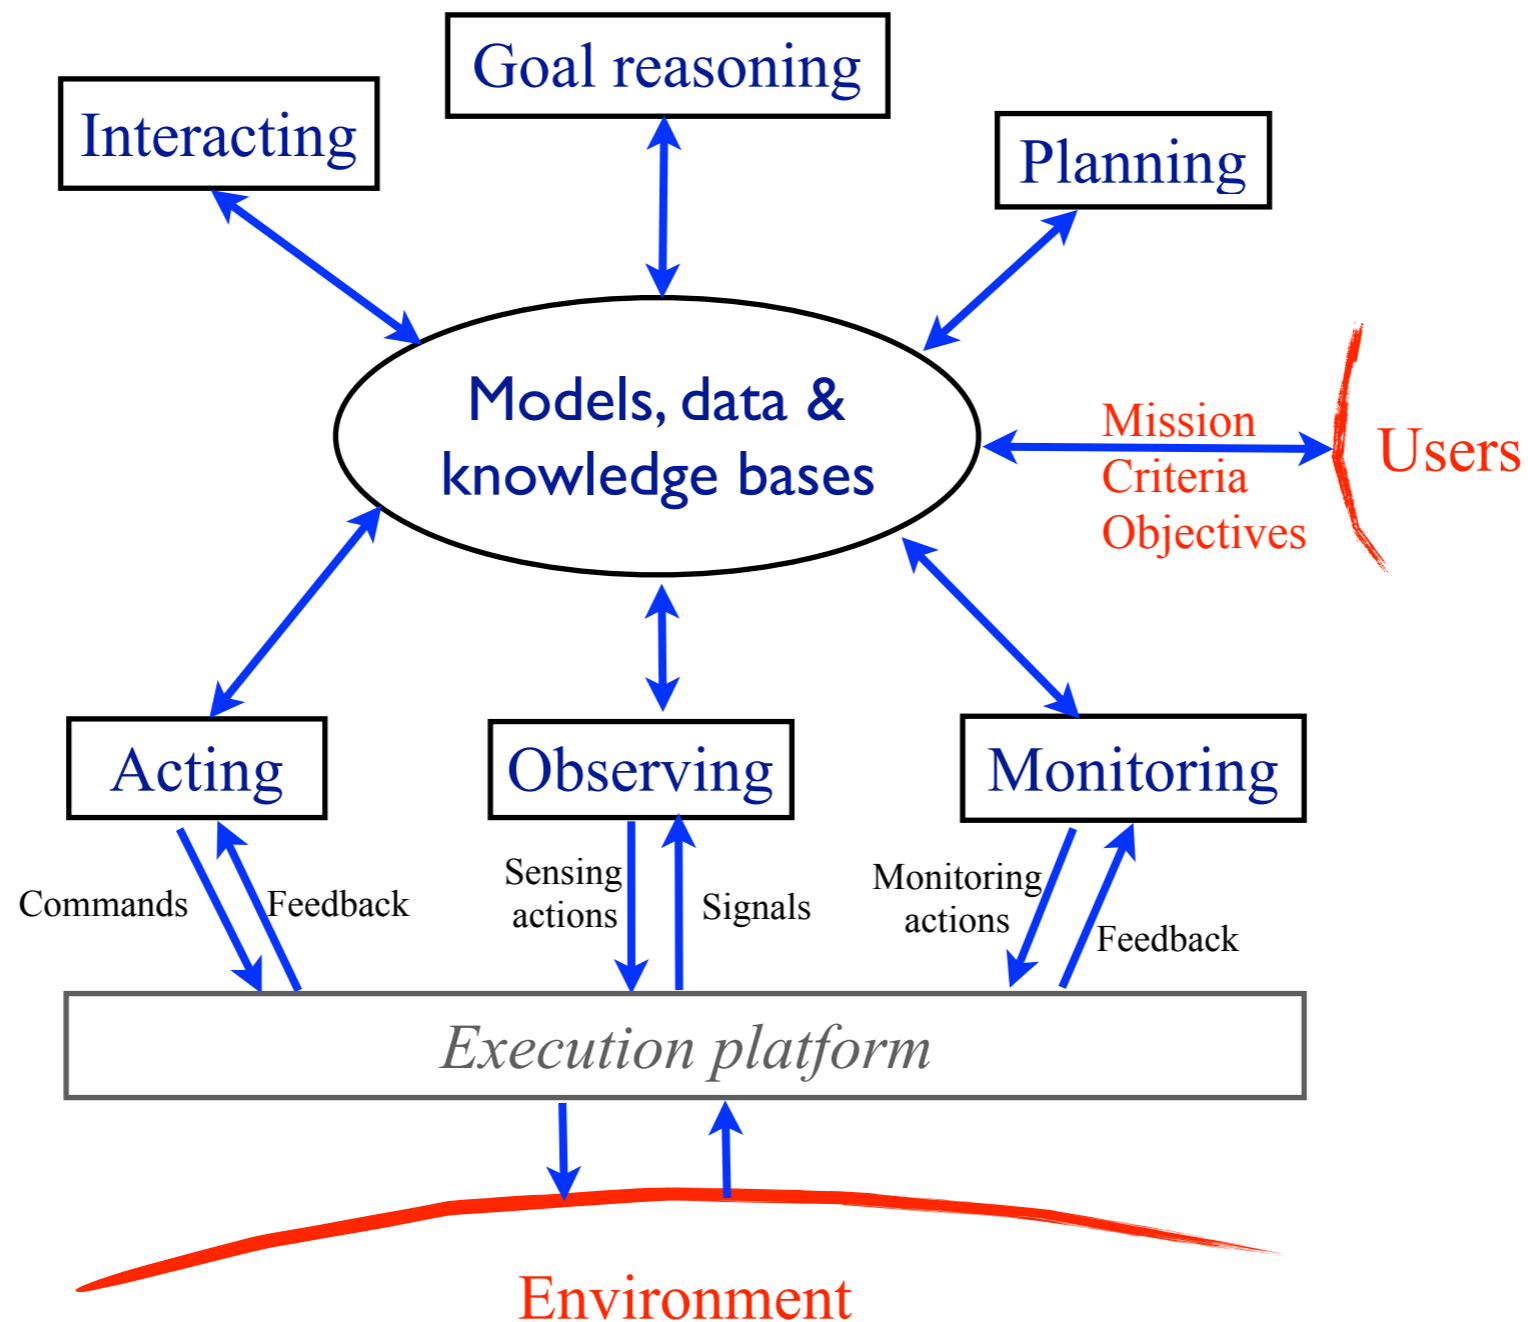 Goal reasoning
Interacting
Planning
Models, data &
knowledge bases
Mission
Criteria
Objectives
Users
Acting
Observing
Monitoring
Commands
Feedback
Sensing
actions
Signals
Monitoring
actions
Feedback
Execution platform
Environment